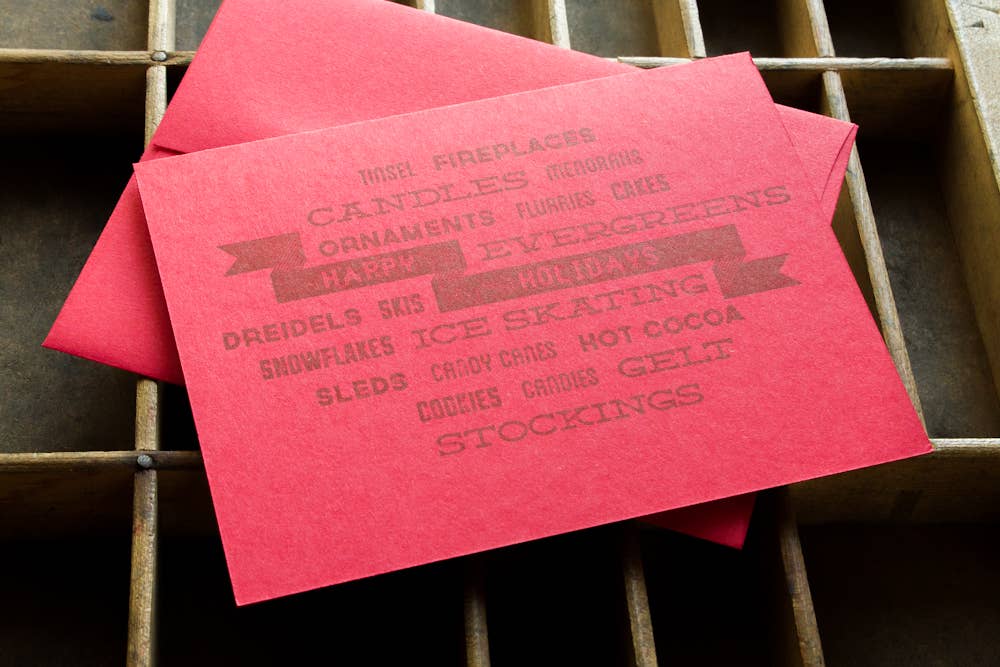 TINSEL FIREPLACES
CANDLES MENORAHS
ORNAMENTS FLURRIES CAKES
HAPPY EVERGREENS
HOLIDAYS
DREIDELS SKIS ICE SKATING
SNOWFLAKES CANDY CANES HOT COCOA
SLEDS COOKIES CANDIES GELT
STOCKINGS